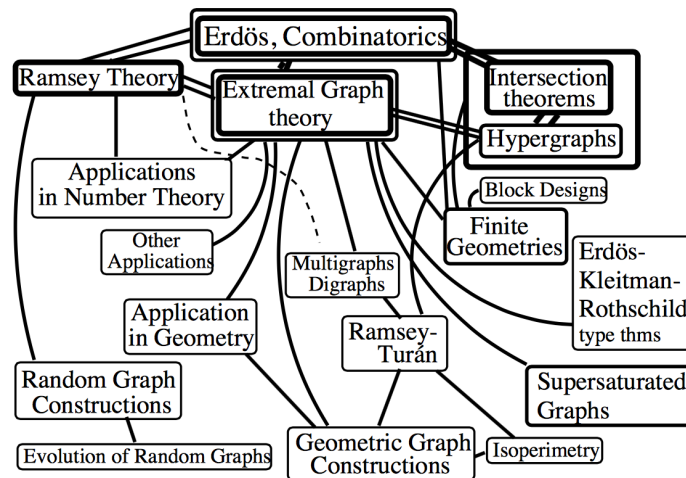 Erdös, Combinatorics
Ramsey Theory
Extremal Graph
theory
Intersection
theorems
Hypergraphs
Applications
in Number Theory
Block Designs
Finite
Geometries
Other
Applications
Multigraphs
Digraphs
Erdös-
Kleitman-
Rothschild
type thms
Application
in Geometry
Ramsey-
Turán
Random Graph
Constructions
Supersaturated
Graphs
Evolution of Random Graphs
Geometric Graph
Constructions
Isoperimetry